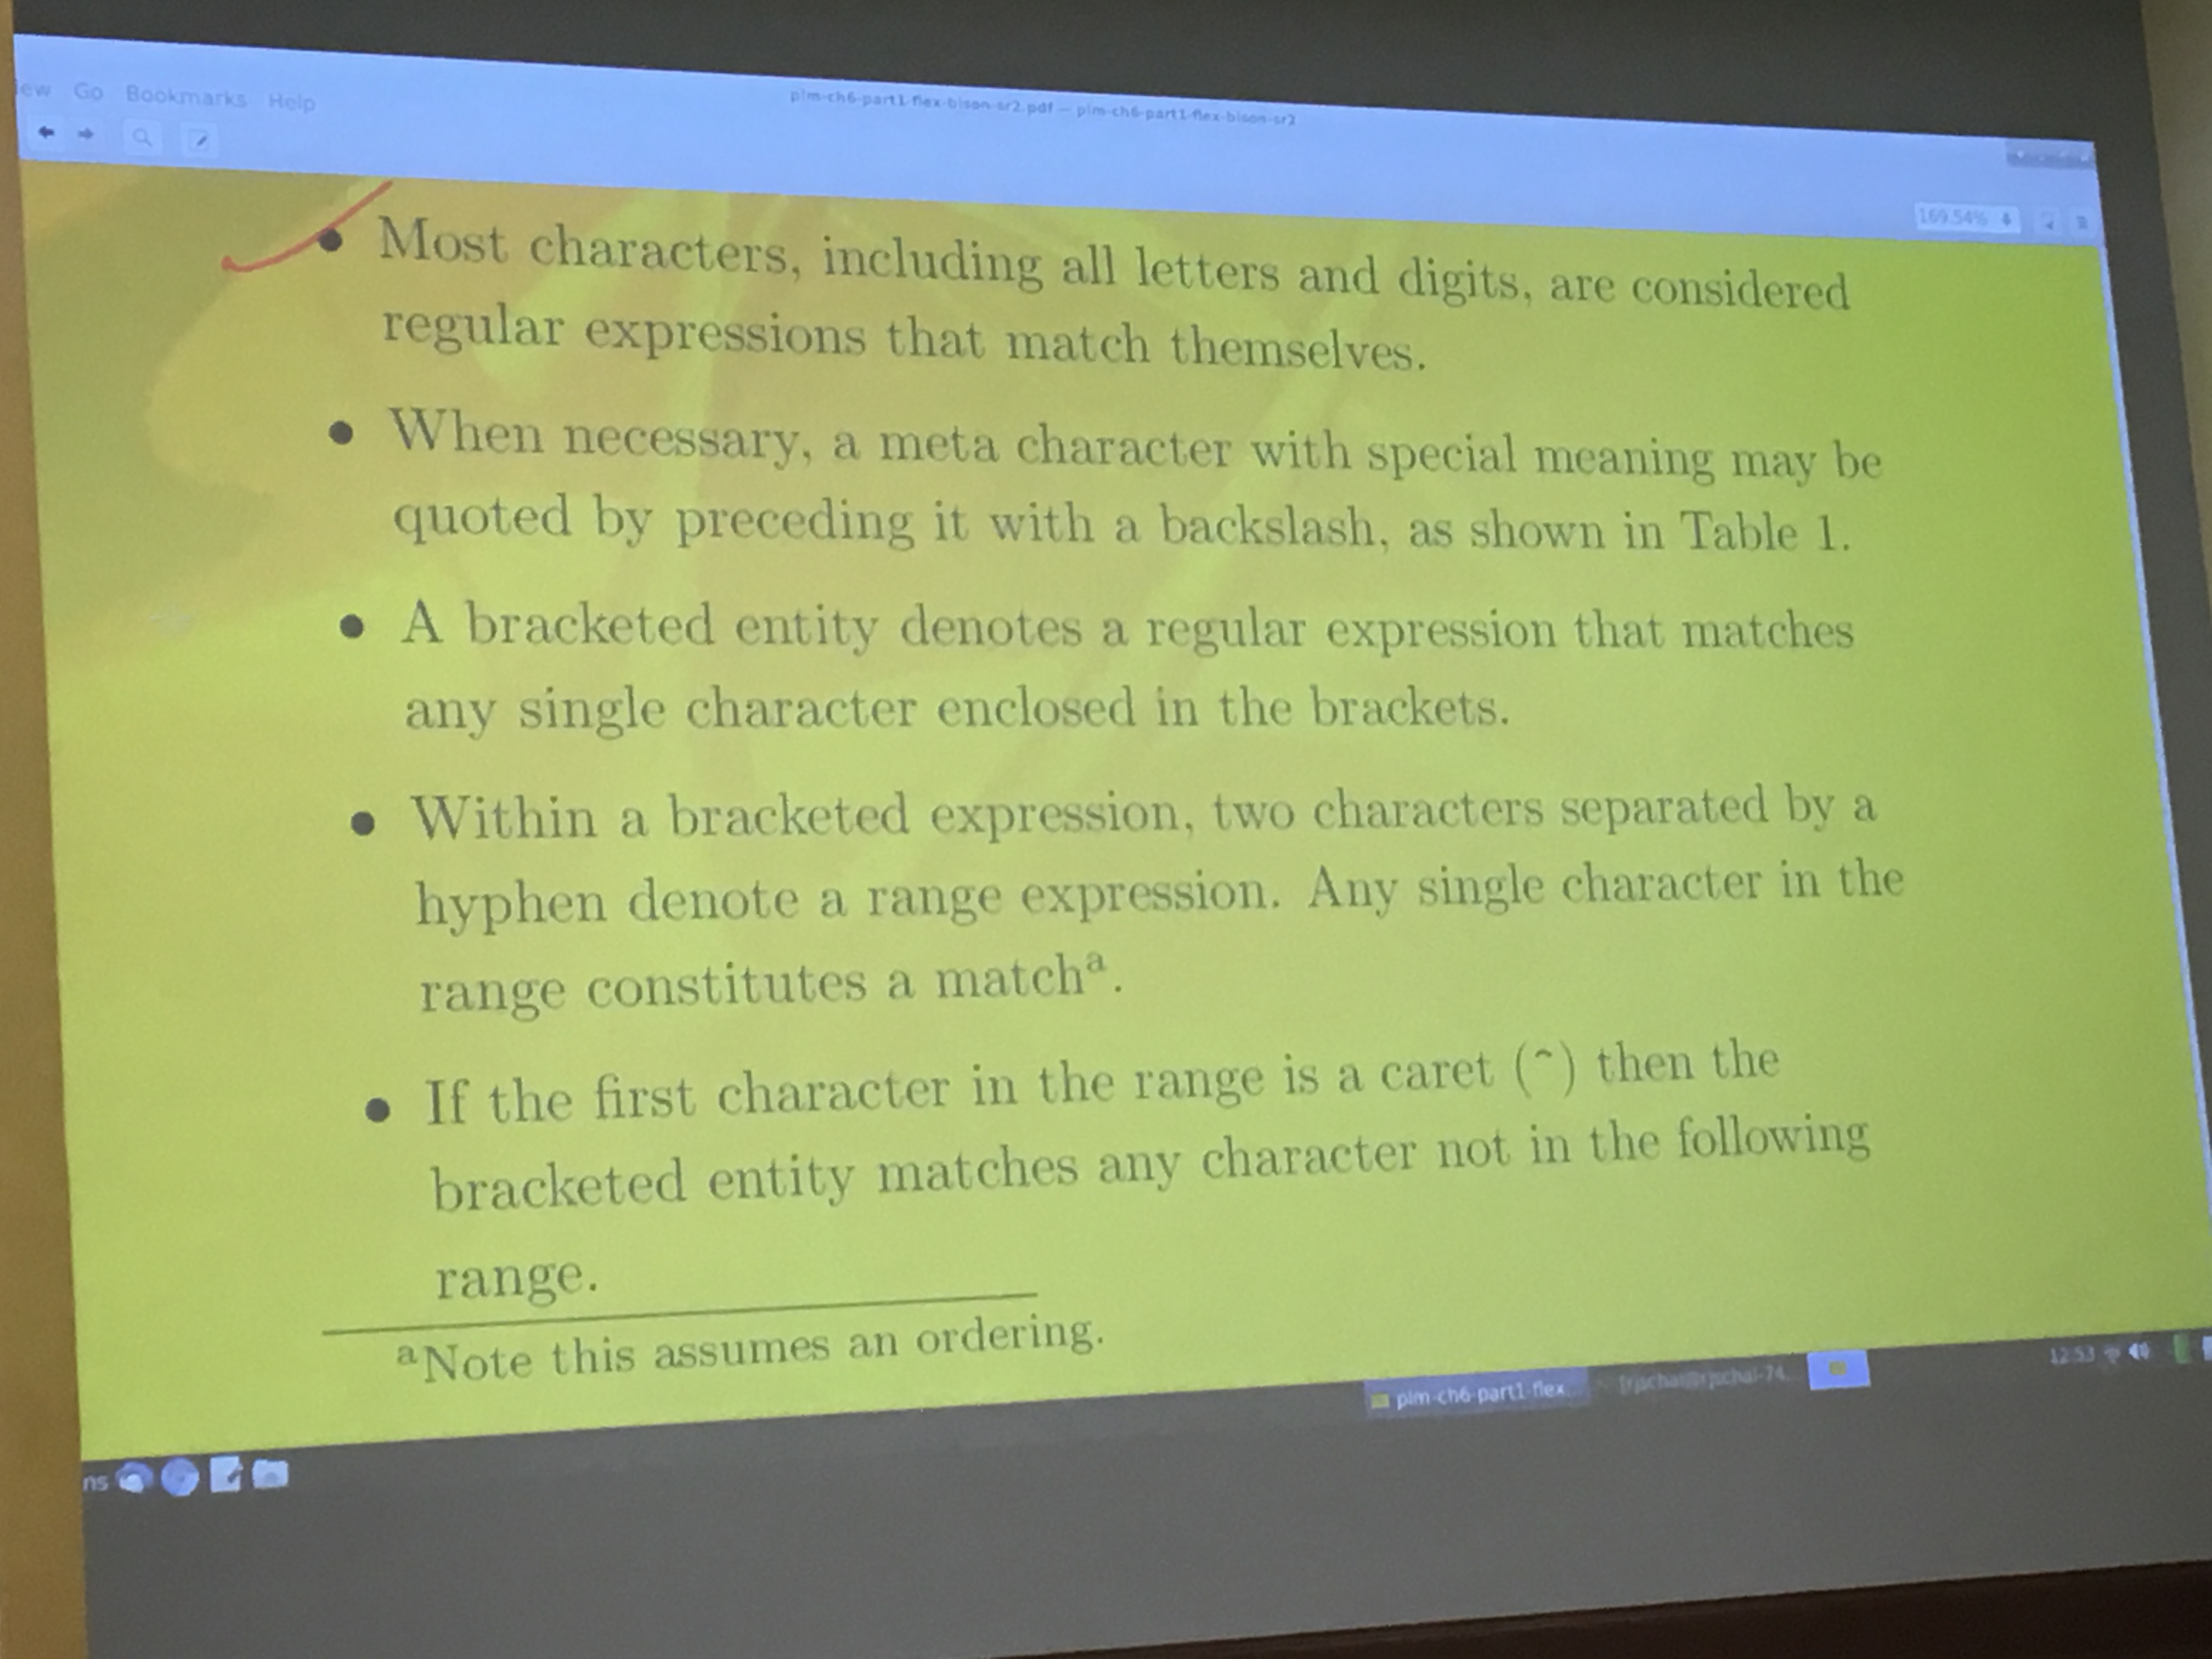 Go Bookmarks Help
plm-ch6-part1-flex-bison-sr2.pdf — plm-ch6-part1-flex-bison-sr2
169.54%
• Most characters, including all letters and digits, are considered
regular expressions that match themselves.
• When necessary, a meta character with special meaning may be
quoted by preceding it with a backslash, as shown in Table 1.
• A bracketed entity denotes a regular expression that matches
any single character enclosed in the brackets.
• Within a bracketed expression, two characters separated by a
hyphen denote a range expression. Any single character in the
range constitutes a matchᵃ.
• If the first character in the range is a caret (^) then the
bracketed entity matches any character not in the following
range.
ᵃNote this assumes an ordering.
plm-ch6-part1-flex...
12:53
ns